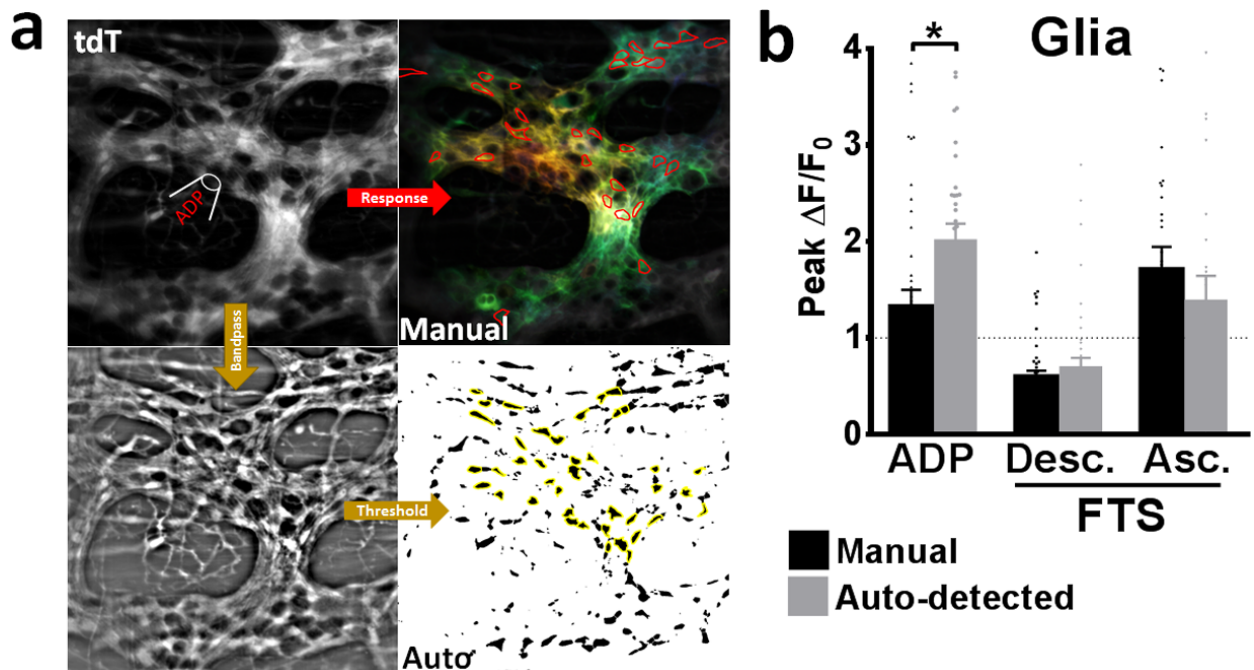 a
tdT
ADP
Response
Manual
Bandpass
Threshold
Auto
b
Glia
*
Peak ΔF/F₀
4
3
2
1
0
ADP
Desc.
Asc.
FTS
Manual
Auto-detected